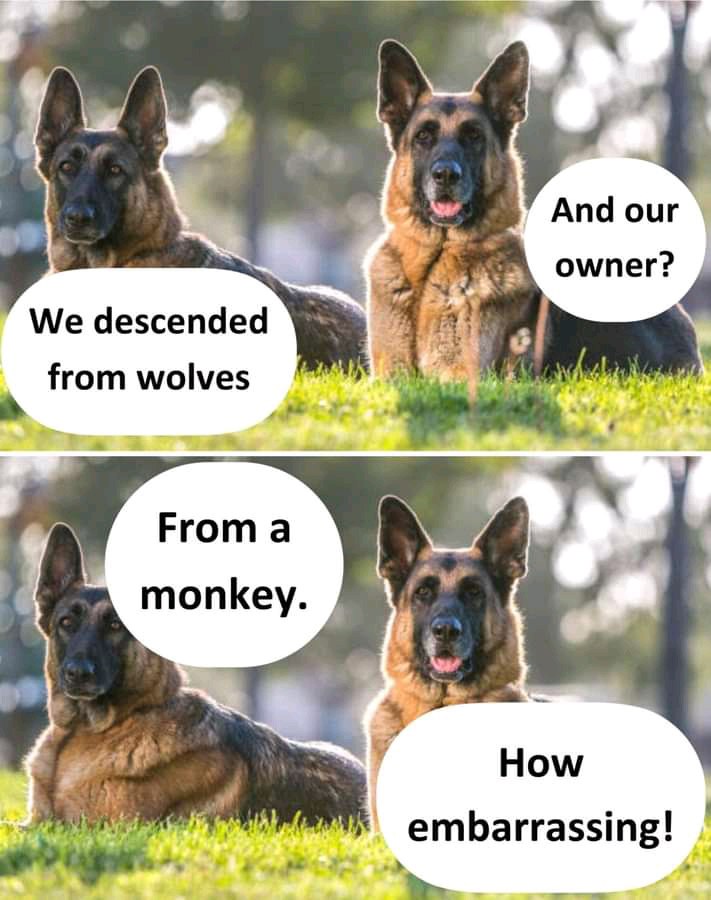 We descended
from wolves
And our
owner?
From a
monkey.
How
embarrassing!